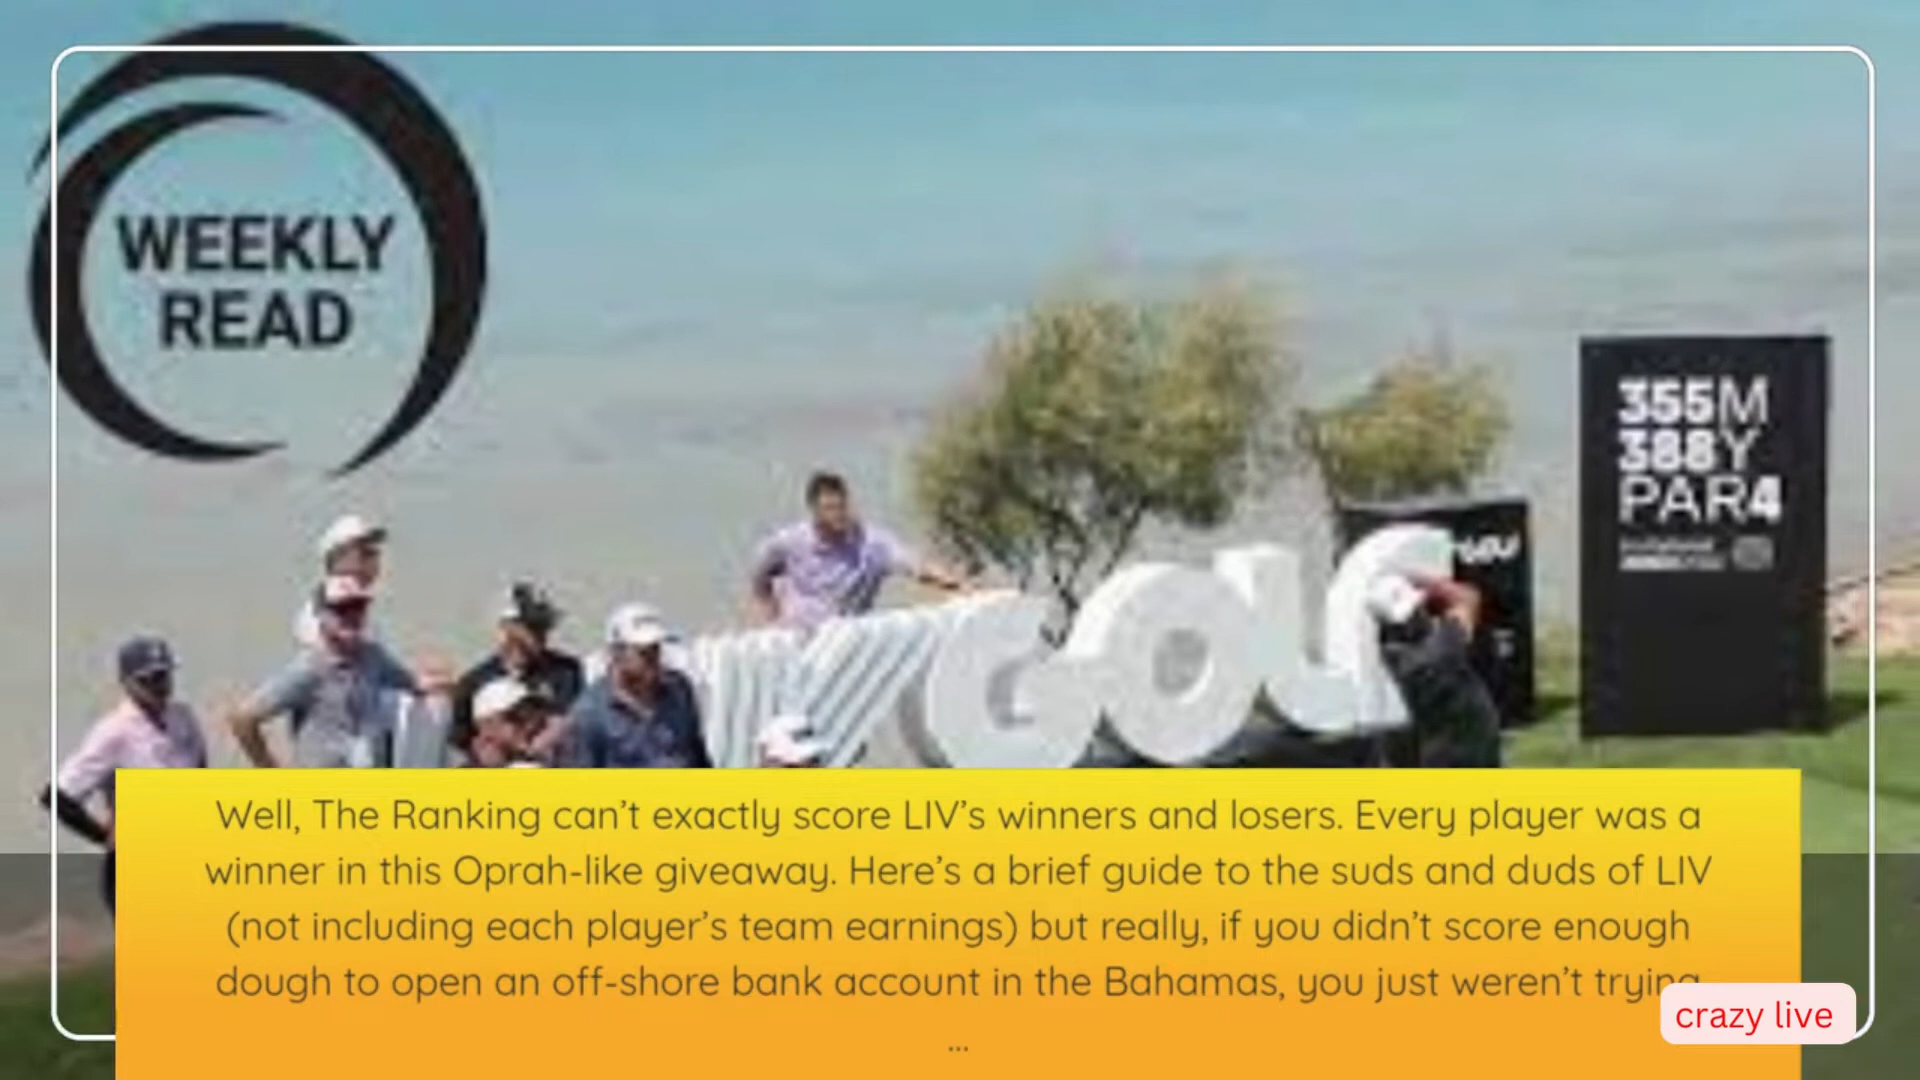 WEEKLY
READ
355M
388Y
PAR4
GOLF
Well, The Ranking can’t exactly score LIV’s winners and losers. Every player was a
winner in this Oprah-like giveaway. Here’s a brief guide to the suds and duds of LIV
(not including each player’s team earnings) but really, if you didn’t score enough
dough to open an off-shore bank account in the Bahamas, you just weren’t trying
...
crazy live